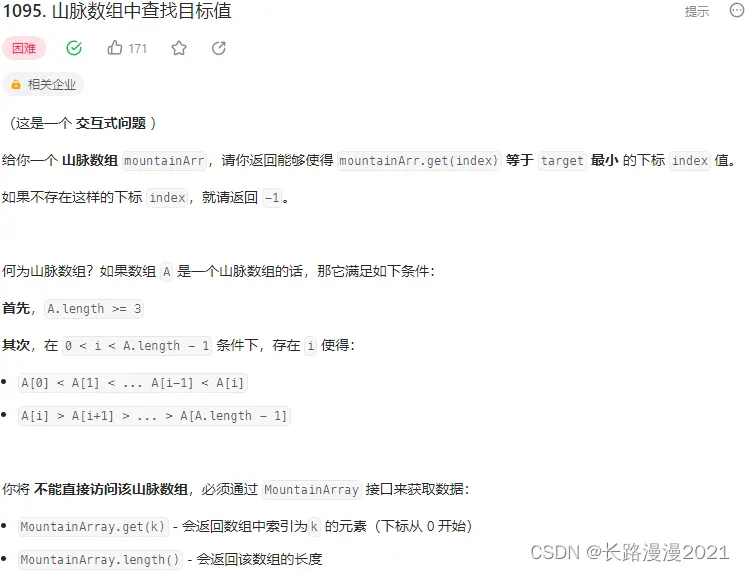 1095. 山脉数组中查找目标值 提示
困难 171
相关企业
（这是一个 交互式问题 ）
给你一个 山脉数组 mountainArr，请你返回能够使得 mountainArr.get(index) 等于 target 最小 的下标 index 值。
如果不存在这样的下标 index，就请返回 -1。
何为山脉数组？如果数组 A 是一个山脉数组的话，那它满足如下条件：
首先，A.length >= 3
其次，在 0 < i < A.length - 1 条件下，存在 i 使得：
A[0] < A[1] < ... A[i-1] < A[i]
A[i] > A[i+1] > ... > A[A.length - 1]
你将 不能直接访问该山脉数组，必须通过 MountainArray 接口来获取数据：
MountainArray.get(k) - 会返回数组中索引为k 的元素（下标从 0 开始）
MountainArray.length() - 会返回该数组的长度
CSDN @长路漫漫2021